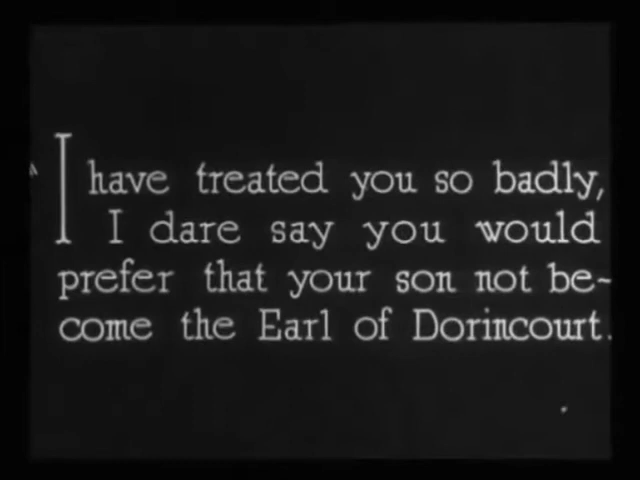 "I have treated you so badly,
I dare say you would
prefer that your son not be-
come the Earl of Dorincourt.